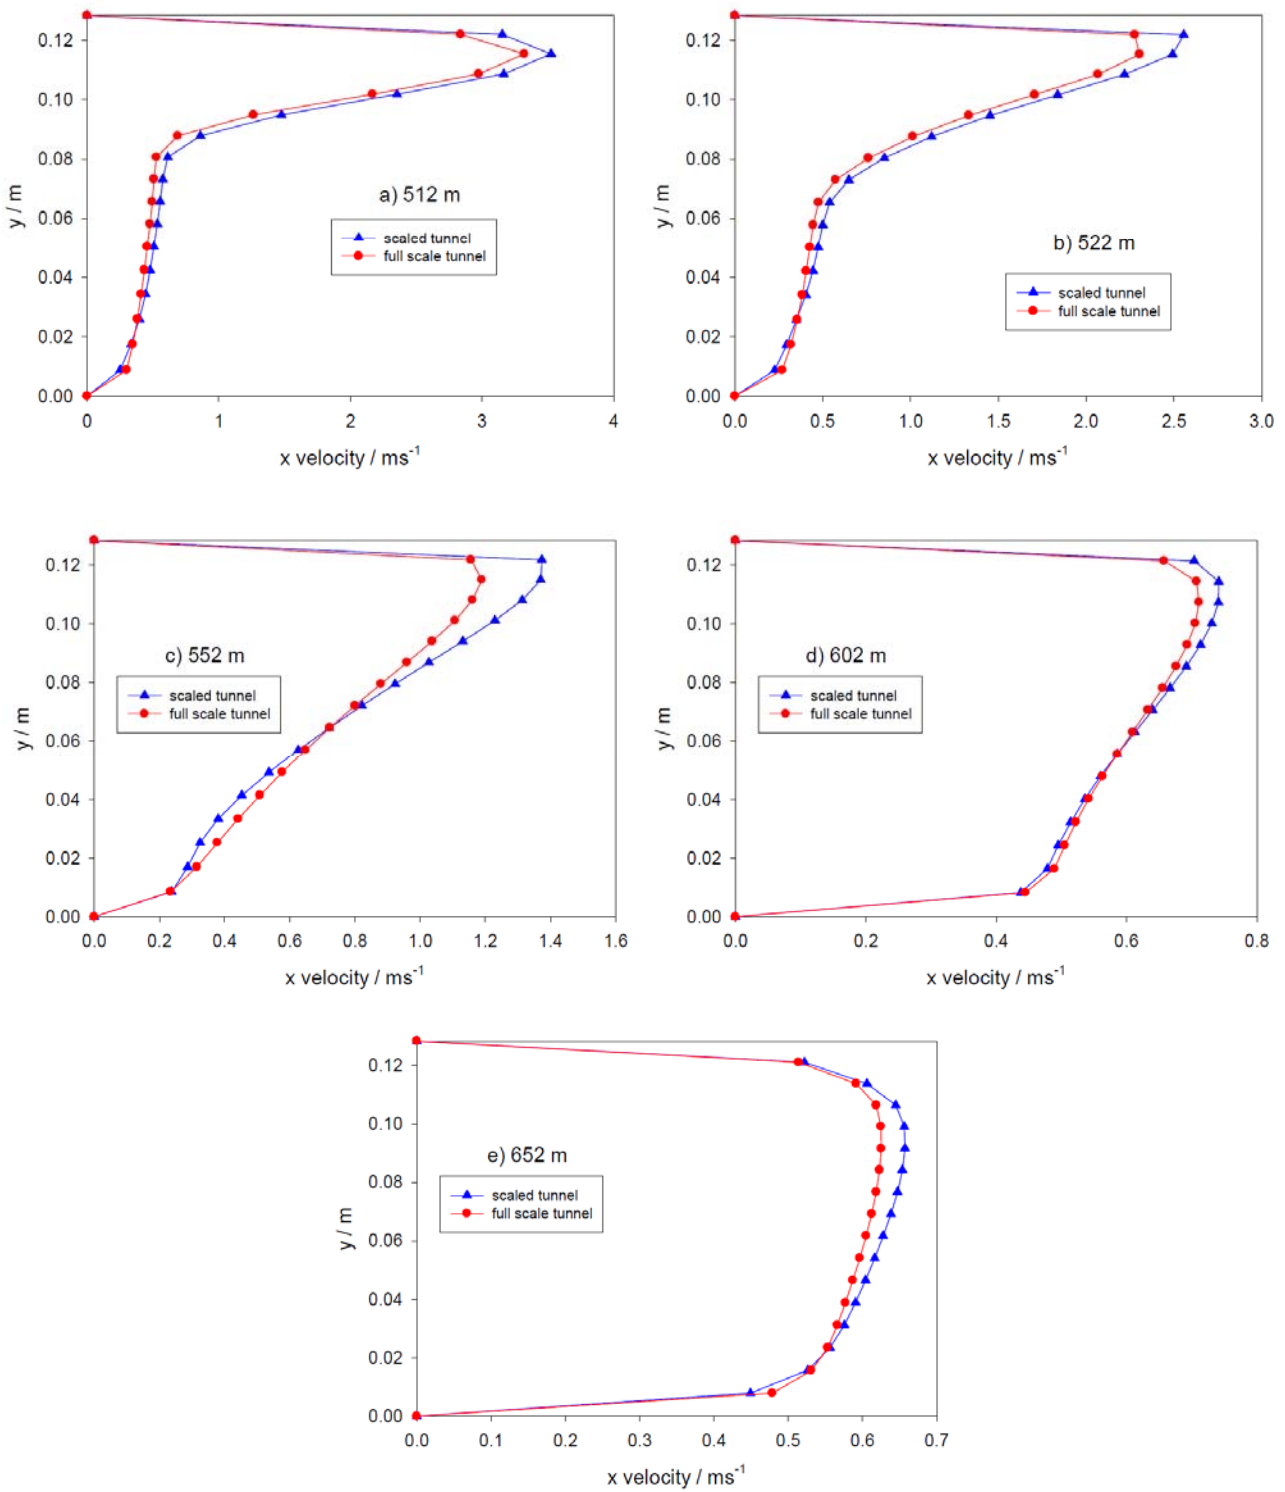 0.12
0.10
0.08
0.06
0.04
0.02
0.00
y / m
a) 512 m
scaled tunnel
full scale tunnel
0 1 2 3 4
x velocity / ms-1
0.12
0.10
0.08
0.06
0.04
0.02
0.00
y / m
b) 522 m
scaled tunnel
full scale tunnel
0.0 0.5 1.0 1.5 2.0 2.5 3.0
x velocity / ms-1
0.12
0.10
0.08
0.06
0.04
0.02
0.00
y / m
c) 552 m
scaled tunnel
full scale tunnel
0.0 0.2 0.4 0.6 0.8 1.0 1.2 1.4 1.6
x velocity / ms-1
0.12
0.10
0.08
0.06
0.04
0.02
0.00
y / m
d) 602 m
scaled tunnel
full scale tunnel
0.0 0.2 0.4 0.6 0.8
x velocity / ms-1
0.12
0.10
0.08
0.06
0.04
0.02
0.00
y / m
e) 652 m
scaled tunnel
full scale tunnel
0.0 0.1 0.2 0.3 0.4 0.5 0.6 0.7
x velocity / ms-1